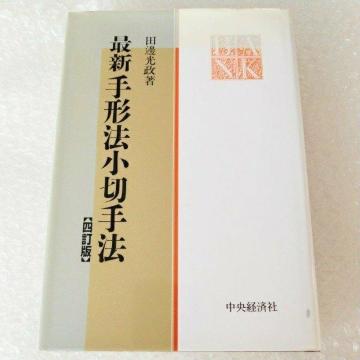 田邊光政著
最新手形法小切手法
【四訂版】
中央経済社